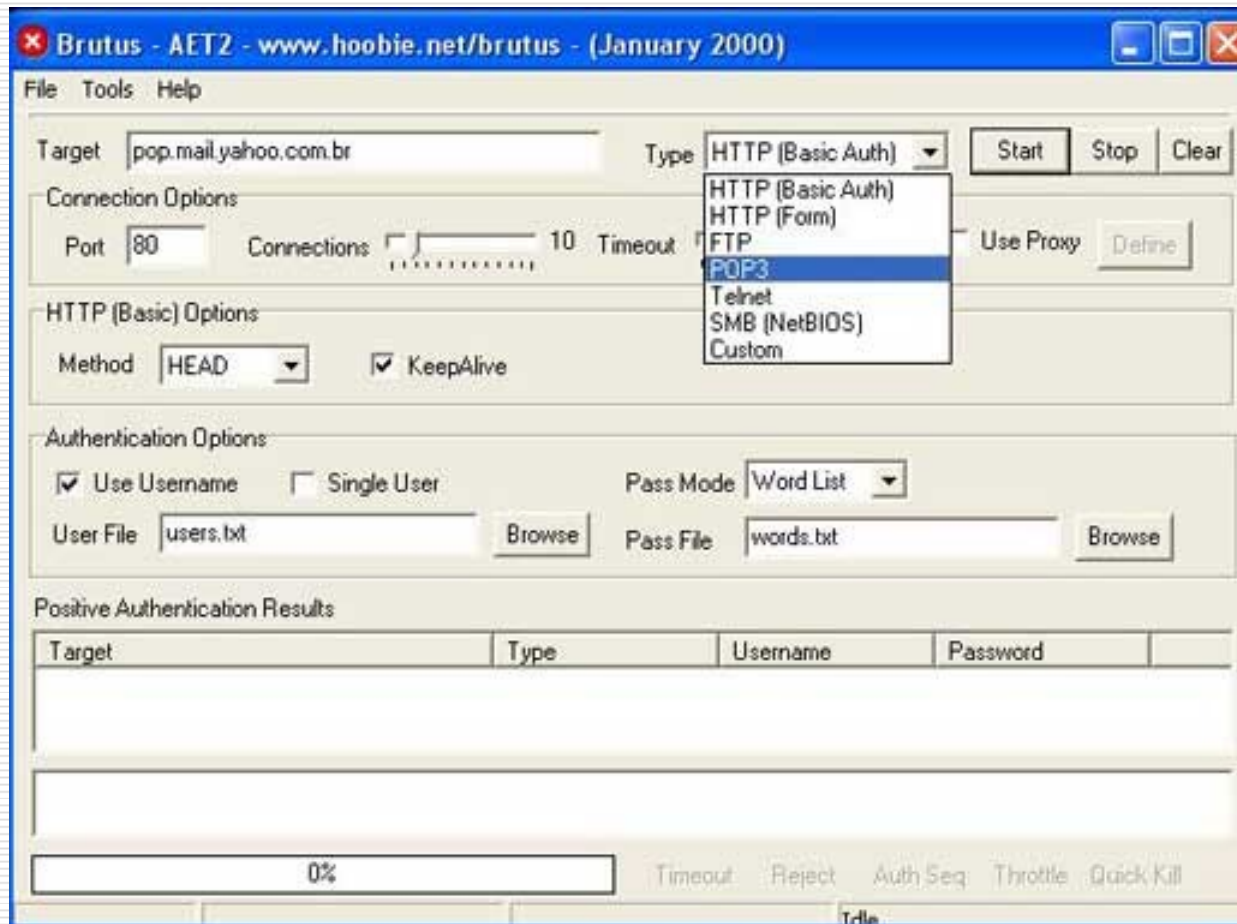 Brutus - AET2 - www.hoobie.net/brutus - (January 2000)
File Tools Help
Target pop.mail.yahoo.com.br Type HTTP (Basic Auth) Start Stop Clear
HTTP (Basic Auth)
HTTP (Form)
FTP
POP3
Telnet
SMB (NetBIOS)
Custom
Connection Options
Port 80 Connections 10 Timeout Use Proxy Define
HTTP (Basic) Options
Method HEAD KeepAlive
Authentication Options
Use Username Single User Pass Mode Word List
User File users.txt Browse Pass File words.txt Browse
Positive Authentication Results
Target Type Username Password
0% Timeout Reject Auth Seq Throttle Quick Kill
Idle